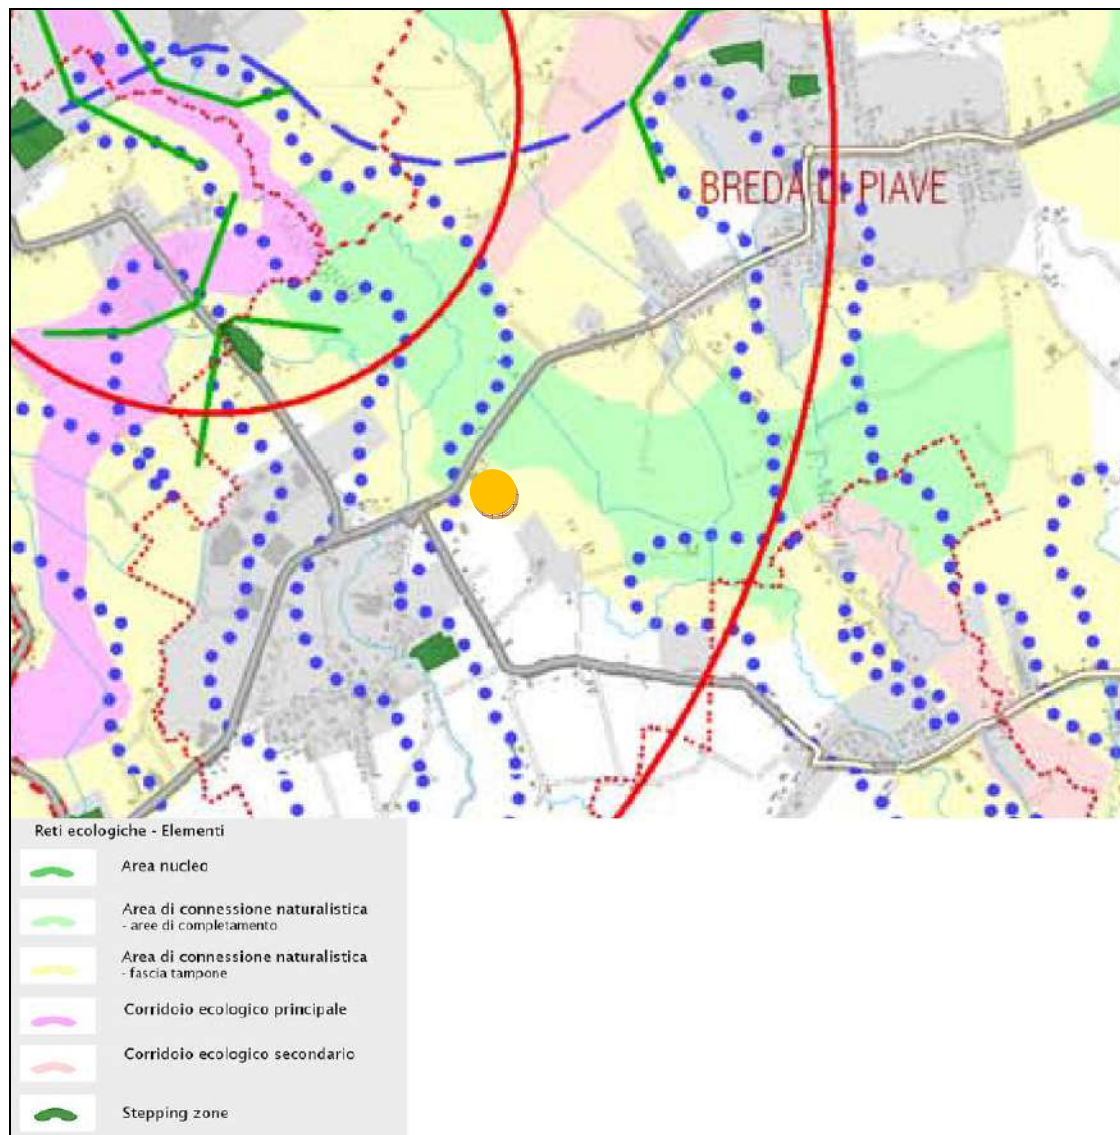 BREDA DI PIAVE
Reti ecologiche - Elementi
Area nucleo
Area di connessione naturalistica
- aree di completamento
Area di connessione naturalistica
- fascia tampone
Corridoio ecologico principale
Corridoio ecologico secondario
Stepping zone